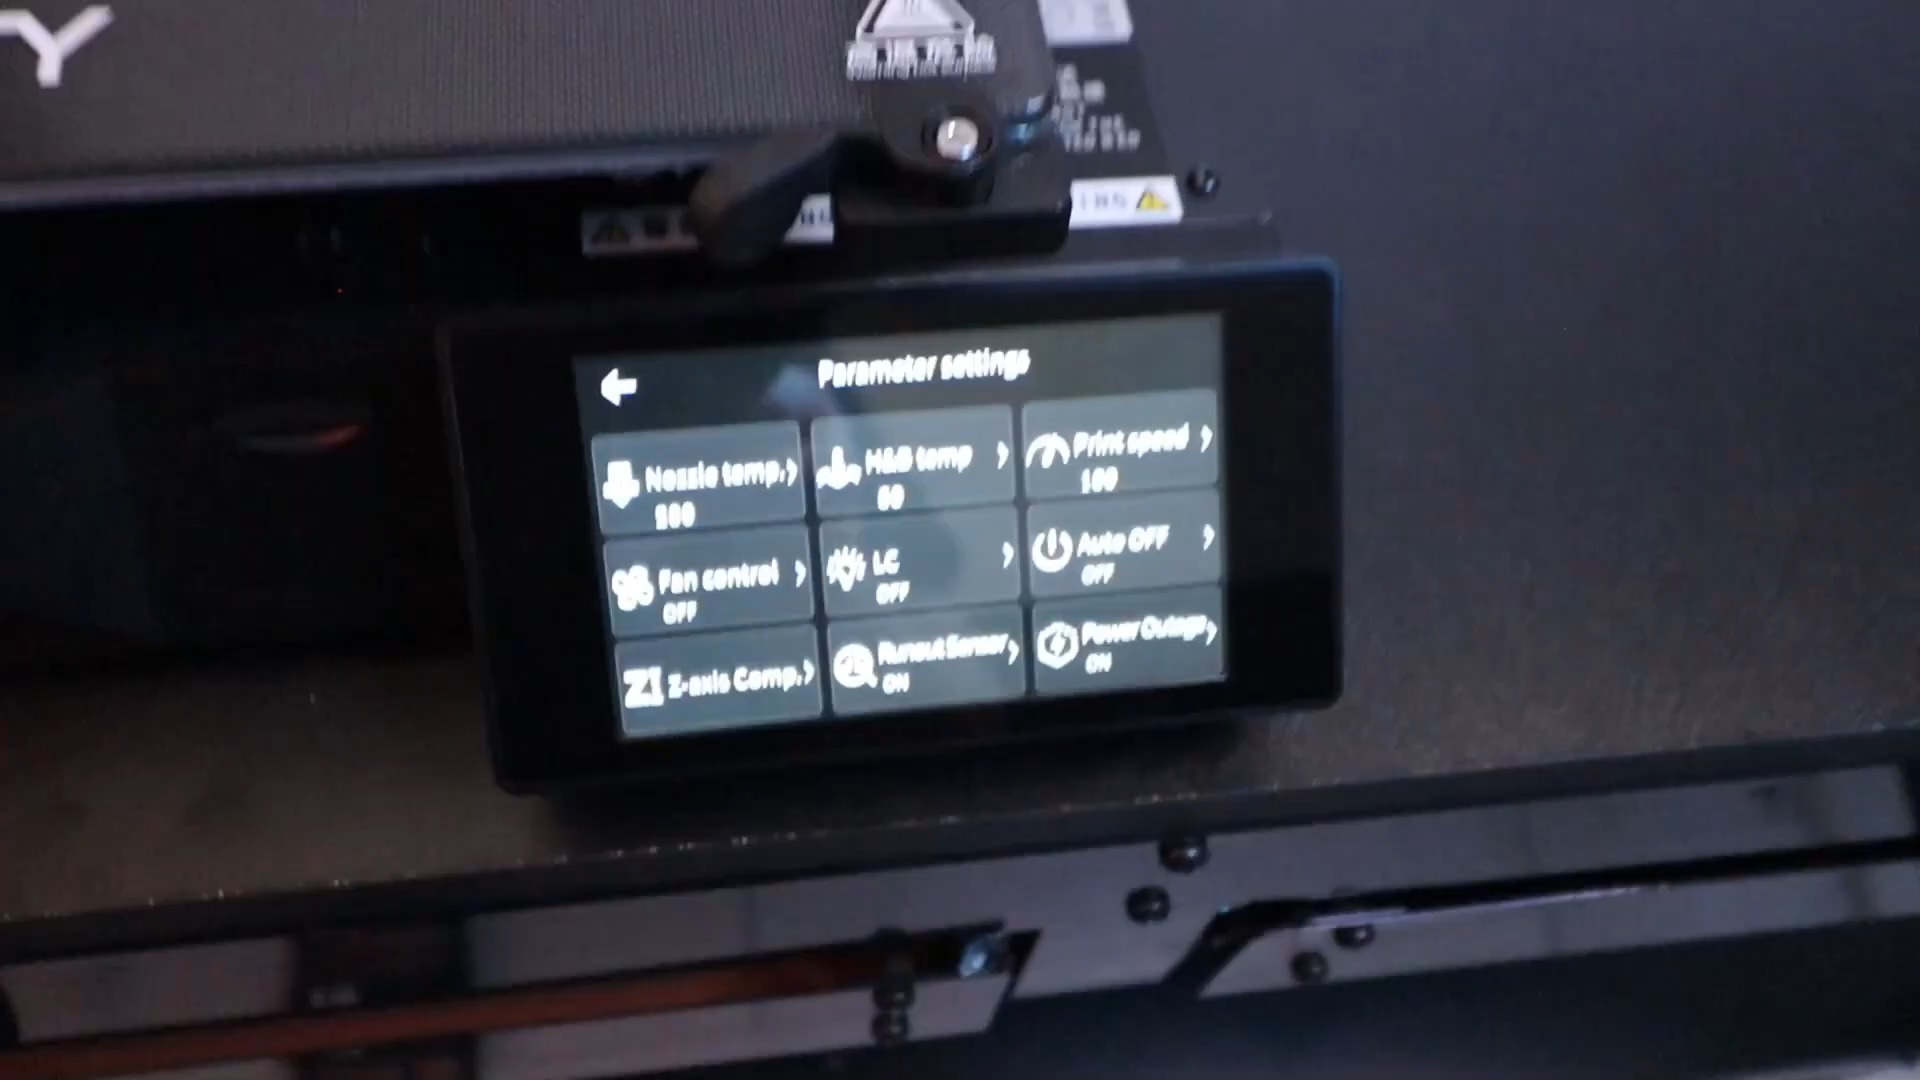 Y
Parameter settings
Nozzle temp.
H&B temp
60
Print speed
100
Fan control
OFF
LC
OFF
Auto OFF
OFF
Z-axis Comp.
Runout Sensor
ON
Power Outage
ON